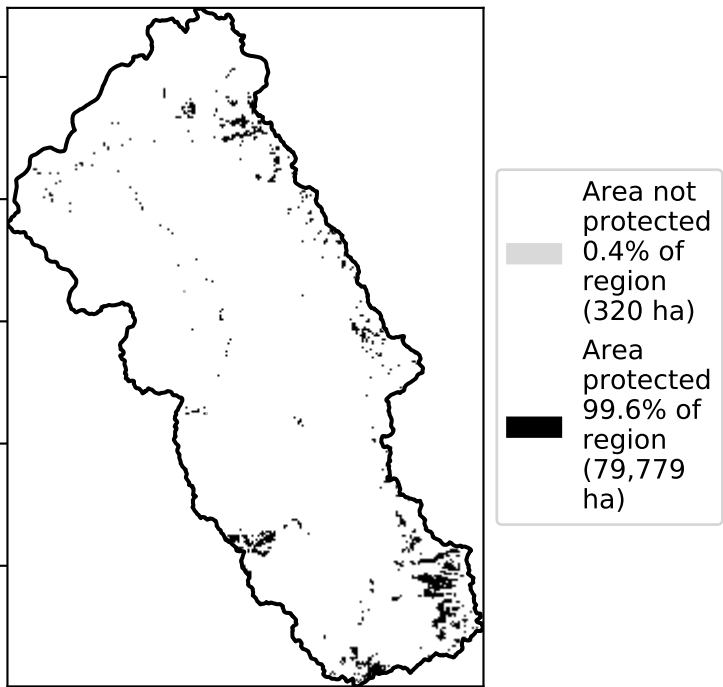 Area not
protected
0.4% of
region
(320 ha)
Area
protected
99.6% of
region
(79,779
ha)